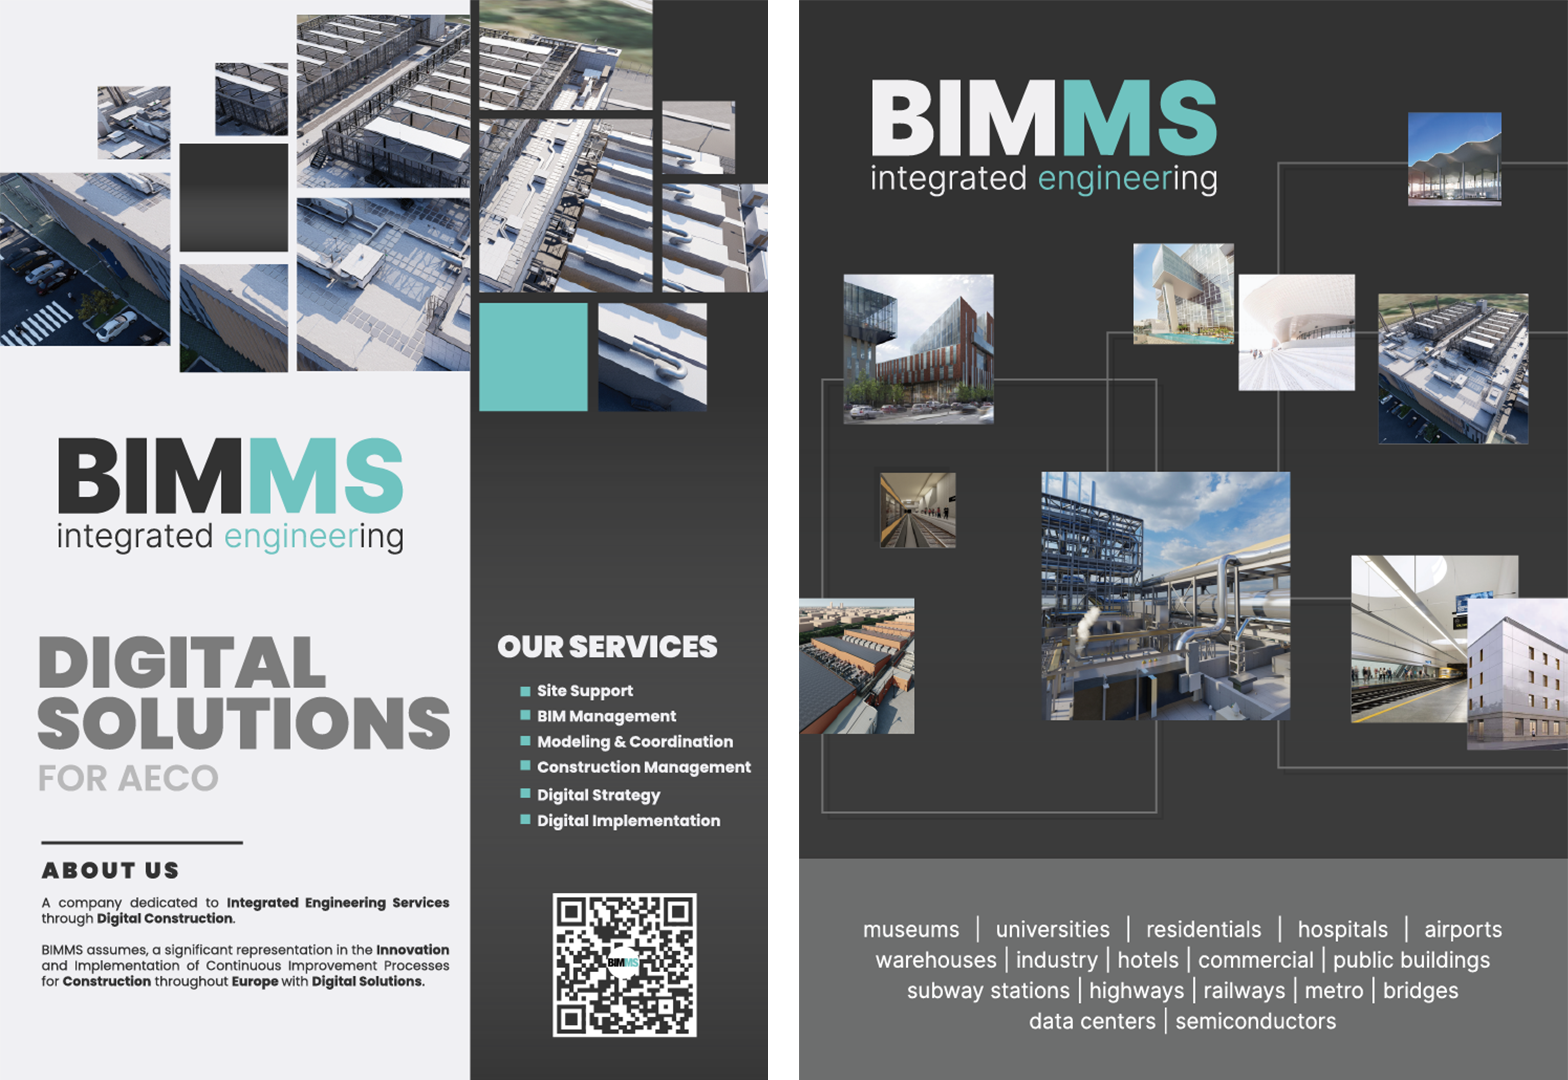 BIMMS
integrated engineering
DIGITAL
SOLUTIONS
FOR AECO
ABOUT US
A company dedicated to Integrated Engineering Services
through Digital Construction.
BIMMS assumes, a significant representation in the Innovation
and Implementation of Continuous Improvement Processes
for Construction throughout Europe with Digital Solutions.
OUR SERVICES
Site Support
BIM Management
Modeling & Coordination
Construction Management
Digital Strategy
Digital Implementation
BIMMS
BIMMS
integrated engineering
museums | universities | residentials | hospitals | airports
warehouses | industry | hotels | commercial | public buildings
subway stations | highways | railways | metro | bridges
data centers | semiconductors